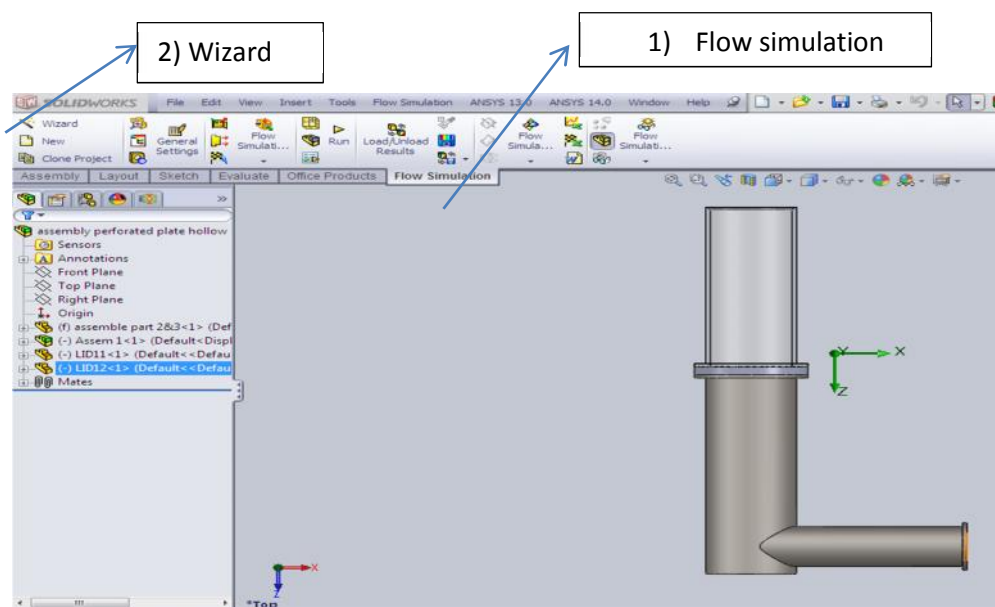 2) Wizard
1) Flow simulation
SOLIDWORKS File Edit View Insert Tools Flow Simulation ANSYS 13.0 ANSYS 14.0 Window Help
Wizard
New
Clone Project
General Settings
Flow Simulati...
Run
Load/Unload Results
Flow Simula...
Flow Simulati...
Assembly Layout Sketch Evaluate Office Products Flow Simulation
assembly perforated plate hollow
Sensors
Annotations
Front Plane
Top Plane
Right Plane
Origin
(f) assemble part 2&3<1> (Def
(-) Assem 1<1> (Default<Displ
(-) LID11<1> (Default<<Defau
(-) LID12<1> (Default<<Defau
Mates
Y X
Z
X
Z
*Top